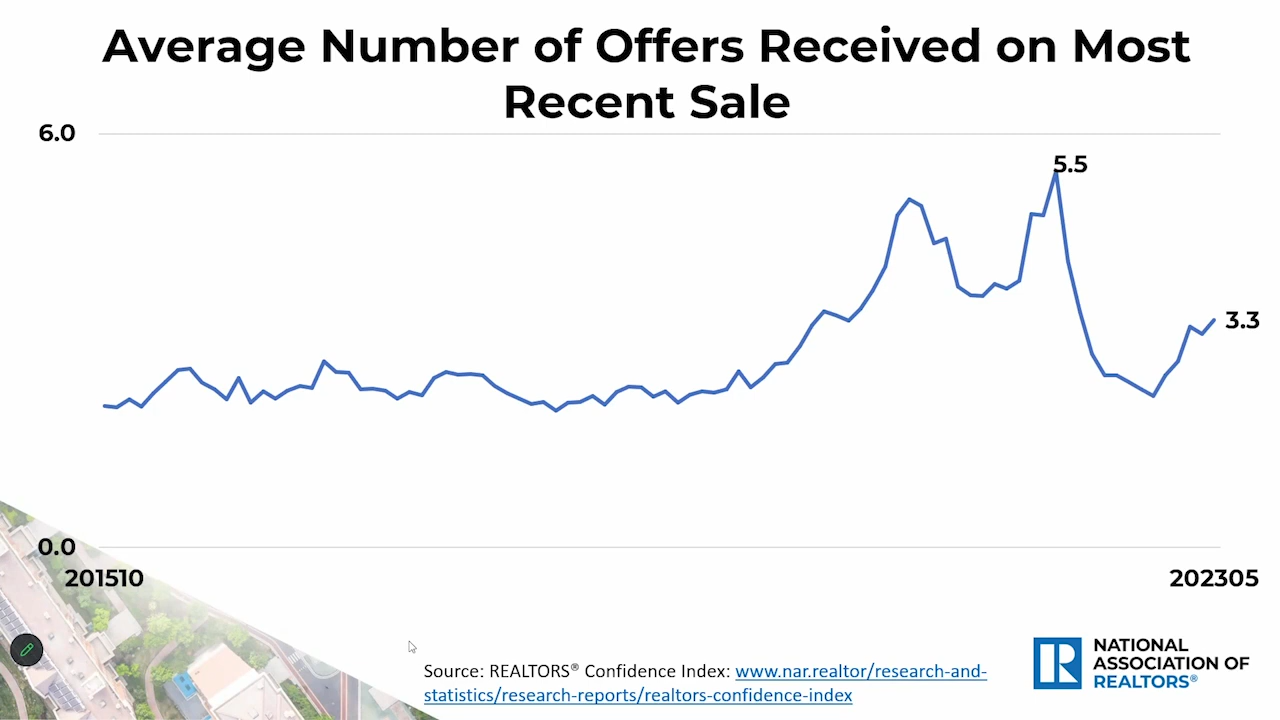 Average Number of Offers Received on Most
Recent Sale
6.0
5.5
3.3
0.0
201510
202305
Source: REALTORS® Confidence Index: www.nar.realtor/research-and-
statistics/research-reports/realtors-confidence-index
NATIONAL
ASSOCIATION OF
REALTORS®